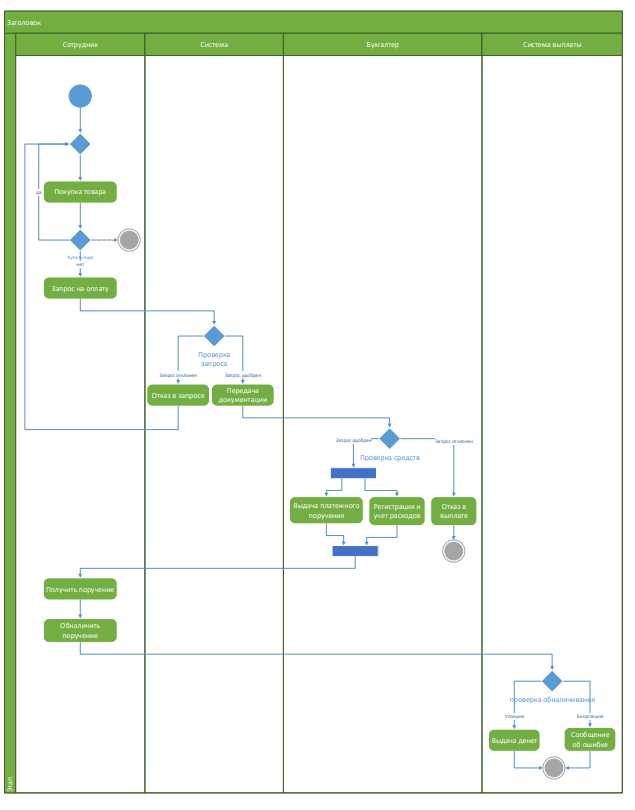 Заголовок
Сотрудник
Система
Бухгалтер
Система выплаты
да
Покупка товара
Купить еще
нет
Запрос на оплату
Проверка
запроса
Запрос отклонен
Запрос одобрен
Отказ в запросе
Передача
документации
Запрос одобрен
Запрос отклонен
Проверка средств
Выдача платежного
поручения
Регистрация и
учет расходов
Отказ в
выплате
Получить поручение
Обналичить
поручение
проверка обналичивания
Успешно
Безуспешно
Выдача денег
Сообщение
об ошибке
Этап